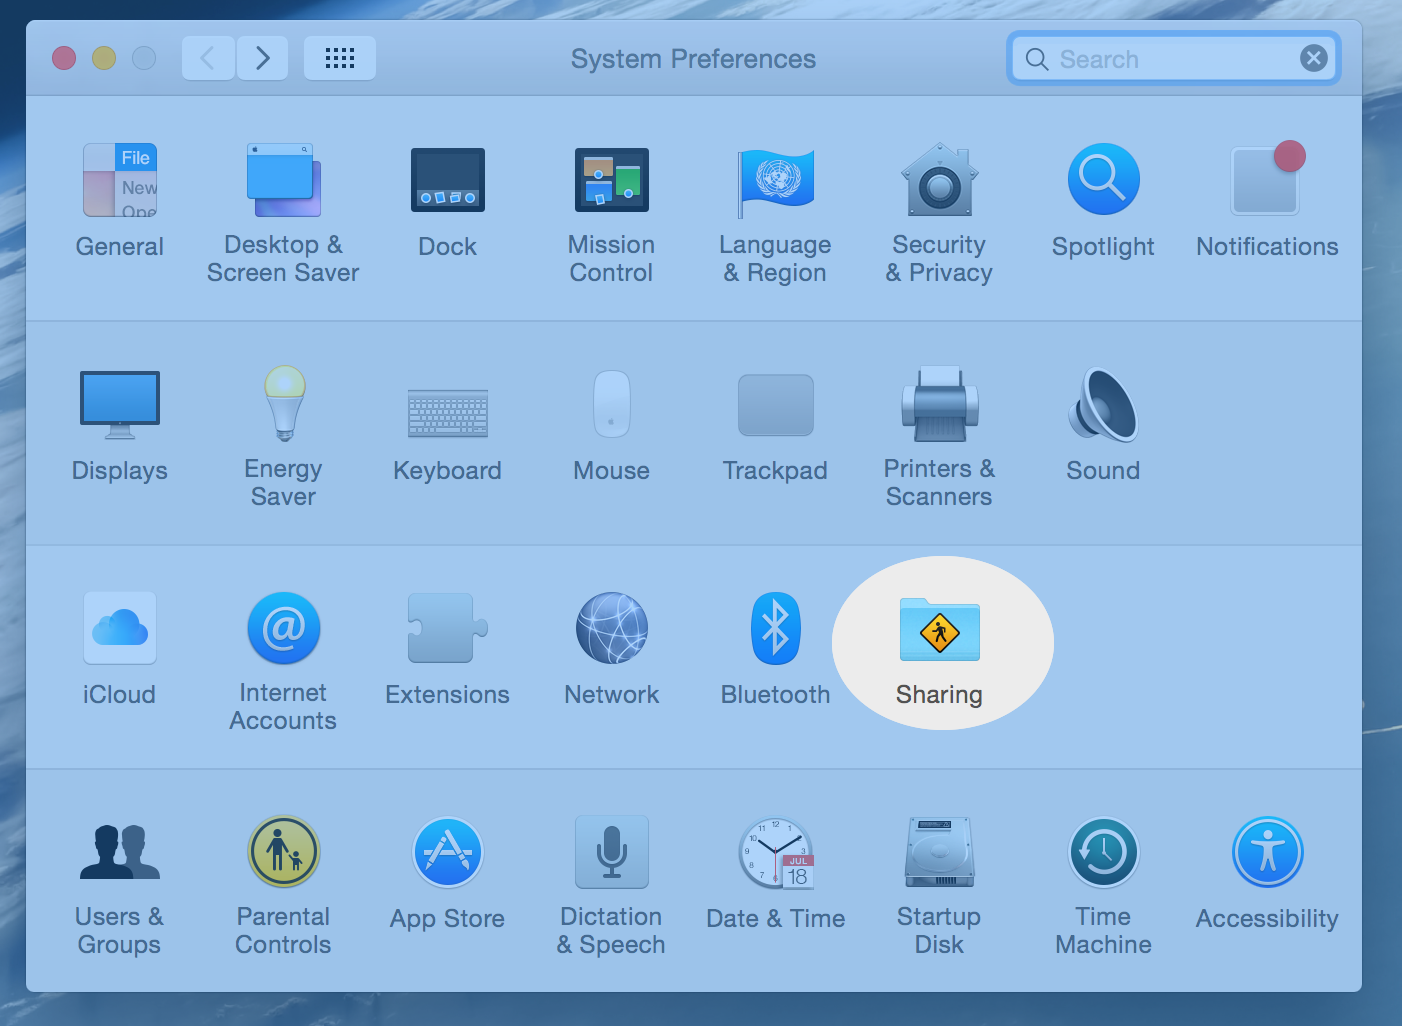 System Preferences
Search
File
New
Ope
General
Desktop &
Screen Saver
Dock
Mission
Control
Language
& Region
Security
& Privacy
Spotlight
Notifications
Displays
Energy
Saver
Keyboard
Mouse
Trackpad
Printers &
Scanners
Sound
iCloud
@
Internet
Accounts
Extensions
Network
Bluetooth
Sharing
Users &
Groups
Parental
Controls
App Store
Dictation
& Speech
JUL
18
Date & Time
Startup
Disk
Time
Machine
Accessibility